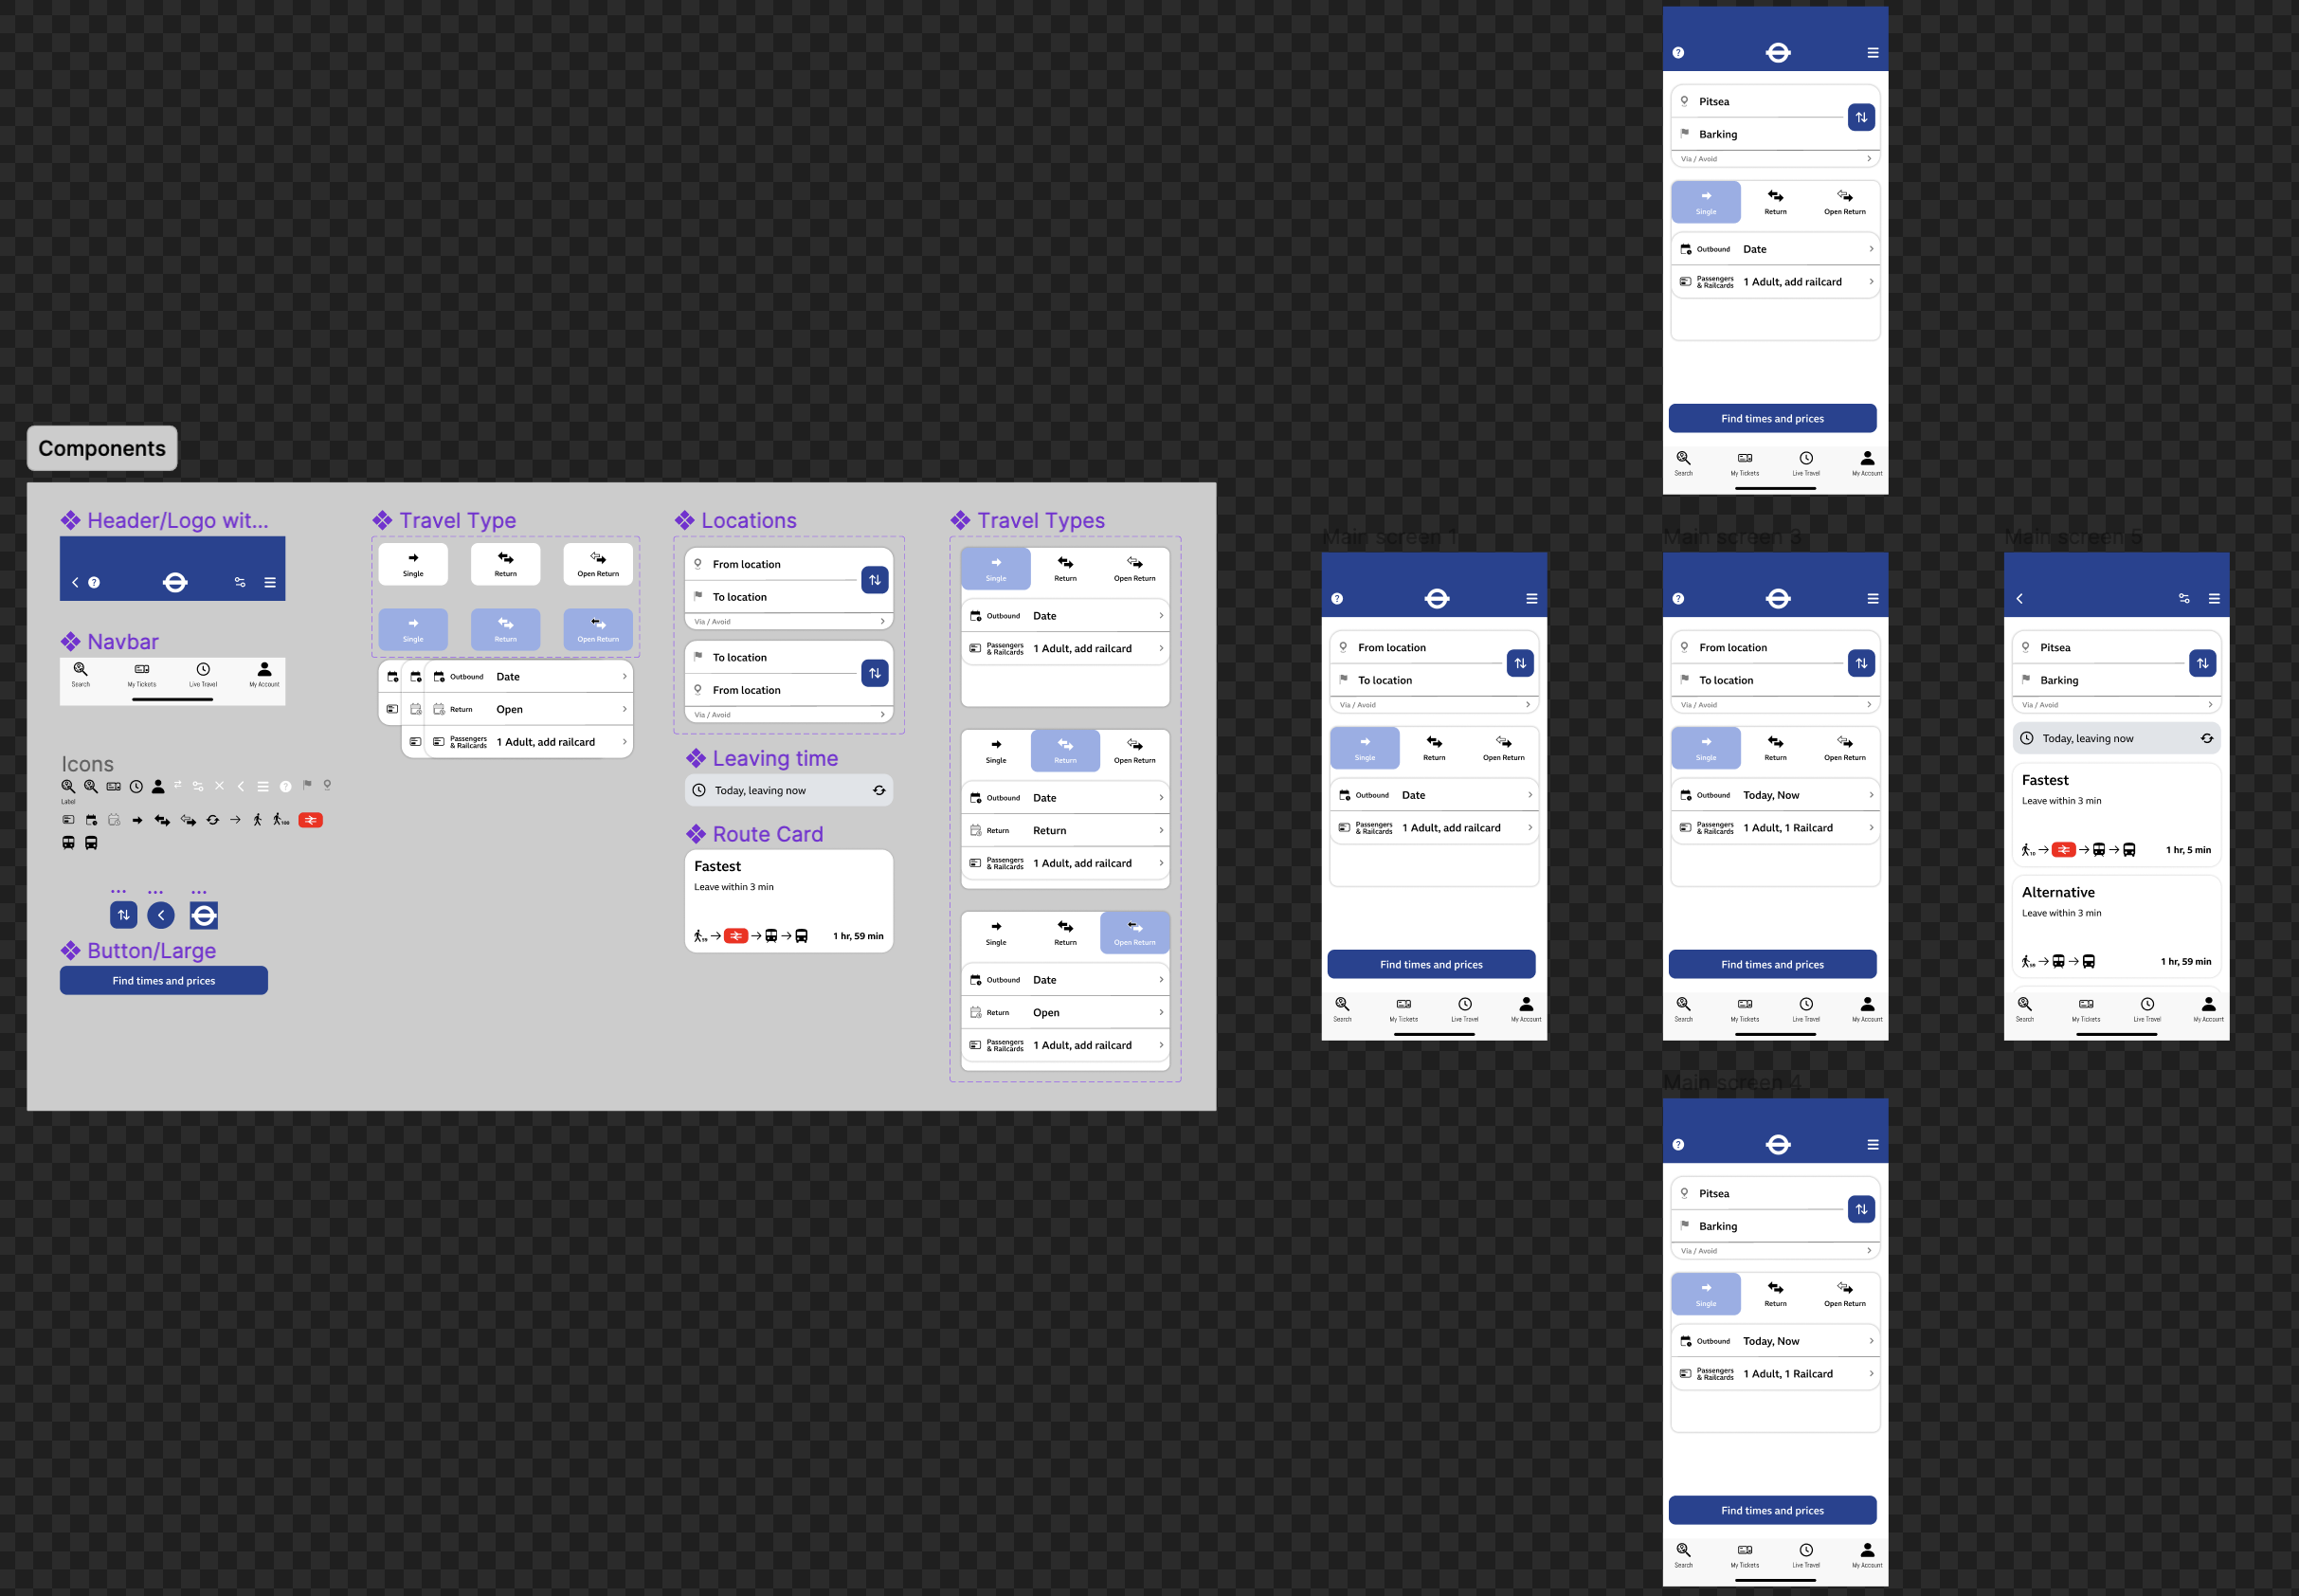 Components
Header/Logo wit...
Navbar
Search
My Tickets
Live Travel
My Account
Icons
Label
100
...
...
...
Button/Large
Find times and prices
Travel Type
Single
Return
Open Return
Single
Return
Open Return
Outbound Date
Return Open
Passengers
& Railcards
1 Adult, add railcard
Locations
From location
To location
Via / Avoid
To location
From location
Via / Avoid
Leaving time
Today, leaving now
Route Card
Fastest
Leave within 3 min
59
1 hr, 59 min
Travel Types
Single
Return
Open Return
Outbound Date
Passengers
& Railcards
1 Adult, add railcard
Single
Return
Open Return
Outbound Date
Return Return
Passengers
& Railcards
1 Adult, add railcard
Single
Return
Open Return
Outbound Date
Return Open
Passengers
& Railcards
1 Adult, add railcard
Pitsea
Barking
Via / Avoid
Single
Return
Open Return
Outbound Date
Passengers
& Railcards
1 Adult, add railcard
Find times and prices
Search
My Tickets
Live Travel
My Account
Main screen 1
From location
To location
Via / Avoid
Single
Return
Open Return
Outbound Date
Passengers
& Railcards
1 Adult, add railcard
Find times and prices
Search
My Tickets
Live Travel
My Account
Main screen 3
From location
To location
Via / Avoid
Single
Return
Open Return
Outbound Today, Now
Passengers
& Railcards
1 Adult, 1 Railcard
Find times and prices
Search
My Tickets
Live Travel
My Account
Main screen 5
Pitsea
Barking
Via / Avoid
Today, leaving now
Fastest
Leave within 3 min
10
1 hr, 5 min
Alternative
Leave within 3 min
1 hr, 59 min
Search
My Tickets
Live Travel
My Account
Main screen 4
Pitsea
Barking
Via / Avoid
Single
Return
Open Return
Outbound Today, Now
Passengers
& Railcards
1 Adult, 1 Railcard
Find times and prices
Search
My Tickets
Live Travel
My Account